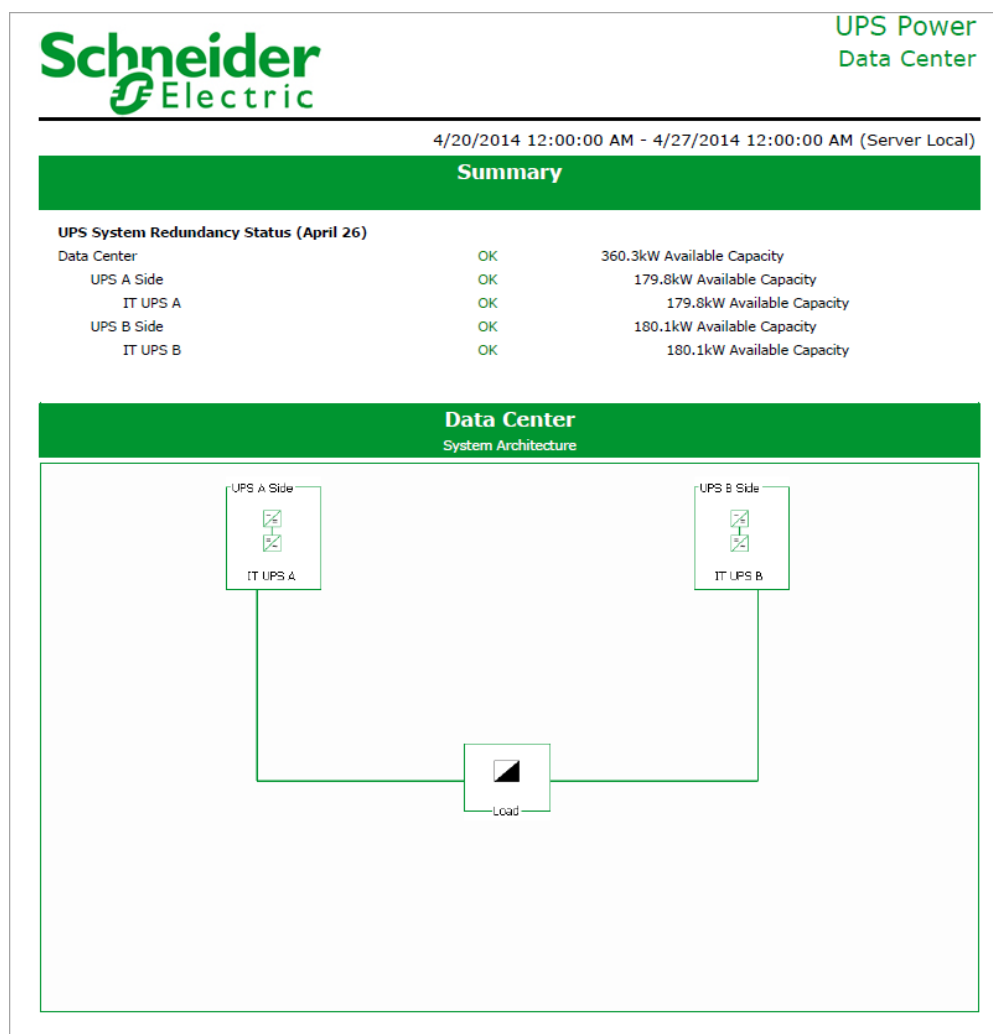 Schneider
Electric
UPS Power
Data Center
4/20/2014 12:00:00 AM - 4/27/2014 12:00:00 AM (Server Local)
Summary
UPS System Redundancy Status (April 26)
Data Center OK 360.3kW Available Capacity
UPS A Side OK 179.8kW Available Capacity
IT UPS A OK 179.8kW Available Capacity
UPS B Side OK 180.1kW Available Capacity
IT UPS B OK 180.1kW Available Capacity
Data Center
System Architecture
UPS A Side UPS B Side
IT UPS A IT UPS B
Load